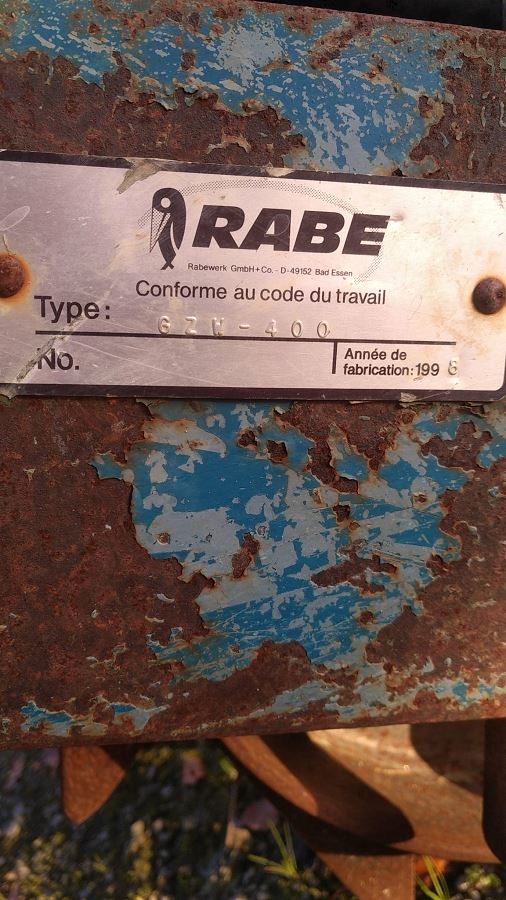 RABE
Rabewerk GmbH+Co. - D-49152 Bad Essen
Conforme au code du travail
Type: GZW-400
No.
Année de
fabrication: 1998